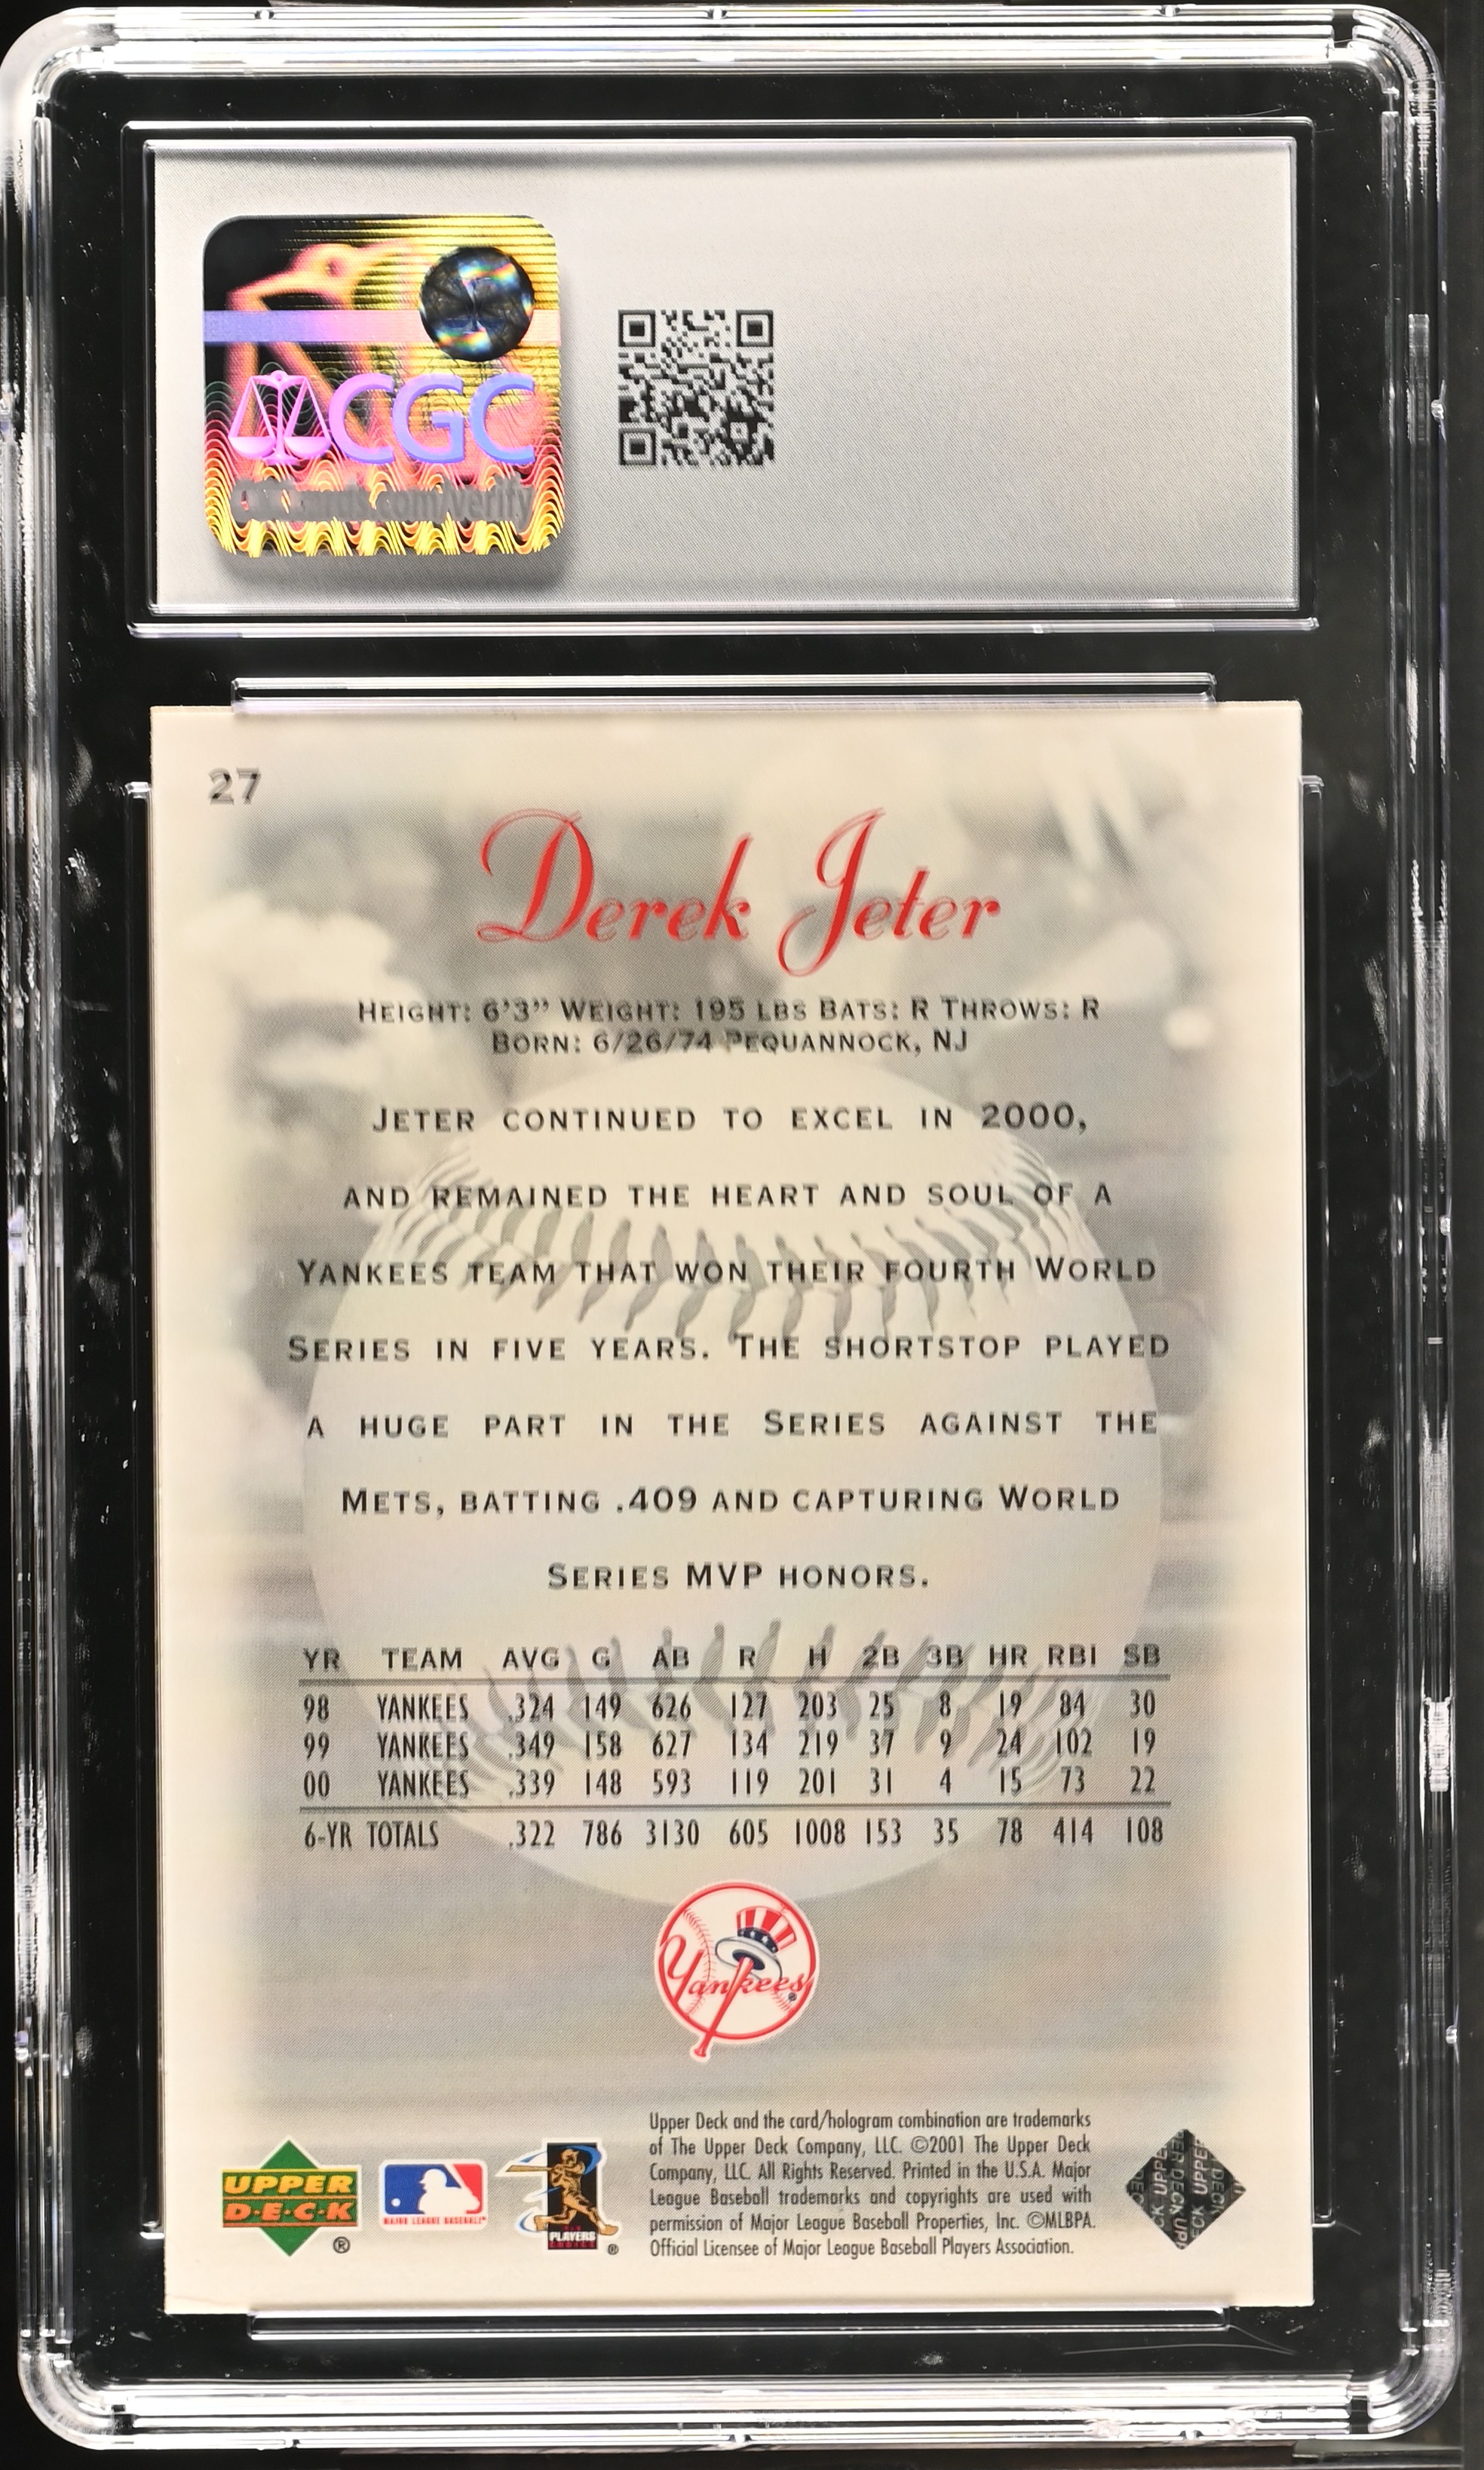 CGC
27
Derek Jeter
HEIGHT: 6'3" WEIGHT: 195 LBS BATS: R THROWS: R
BORN: 6/26/74 PEQUANNOCK, NJ
JETER CONTINUED TO EXCEL IN 2000,
AND REMAINED THE HEART AND SOUL OF A
YANKEES TEAM THAT WON THEIR FOURTH WORLD
SERIES IN FIVE YEARS. THE SHORTSTOP PLAYED
A HUGE PART IN THE SERIES AGAINST THE
METS, BATTING .409 AND CAPTURING WORLD
SERIES MVP HONORS.
YR TEAM AVG G AB R H 2B 3B HR RBI SB
98 YANKEES .324 149 626 127 203 25 8 19 84 30
99 YANKEES .349 158 627 134 219 37 9 24 102 19
00 YANKEES .339 148 593 119 201 31 4 15 73 22
6-YR TOTALS .322 786 3130 605 1008 153 35 78 414 108
Yankees
UPPER
D·E·C·K
®
MAJOR LEAGUE BASEBALL
PLAYERS
CHOICE
®
Upper Deck and the card/hologram combination are trademarks
of The Upper Deck Company, LLC. ©2001 The Upper Deck
Company, LLC. All Rights Reserved. Printed in the U.S.A. Major
League Baseball trademarks and copyrights are used with
permission of Major League Baseball Properties, Inc. ©MLBPA.
Official Licensee of Major League Baseball Players Association.